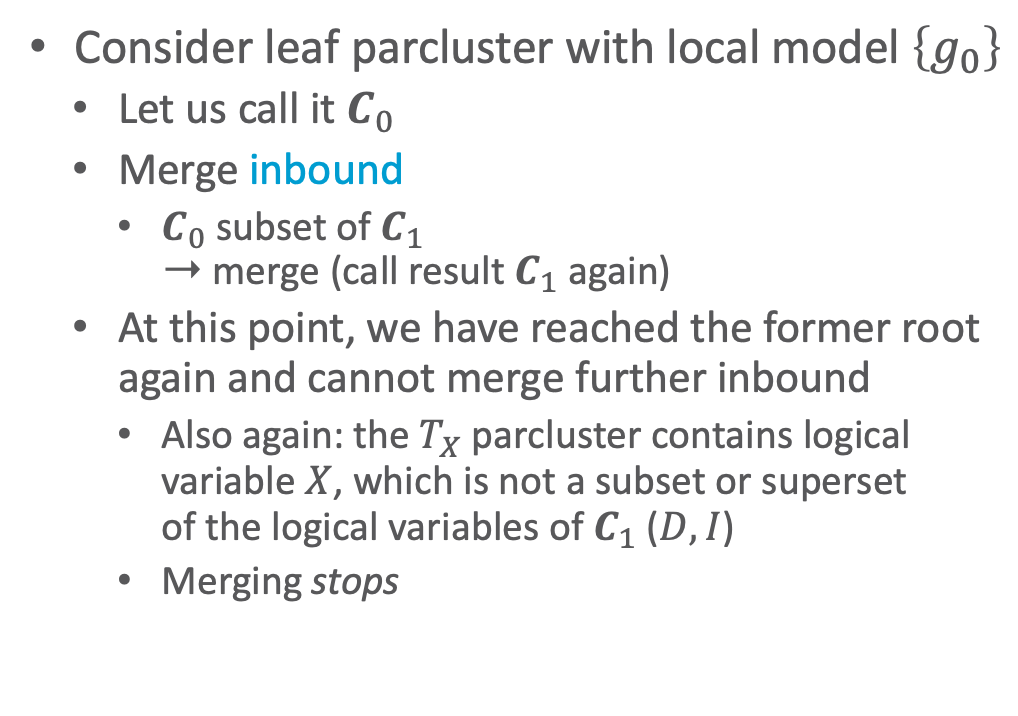 • Consider leaf parcluster with local model {g₀}
• Let us call it C₀
• Merge inbound
• C₀ subset of C₁
→ merge (call result C₁ again)
• At this point, we have reached the former root
again and cannot merge further inbound
• Also again: the Tₓ parcluster contains logical
variable X, which is not a subset or superset
of the logical variables of C₁ (D, I)
• Merging stops